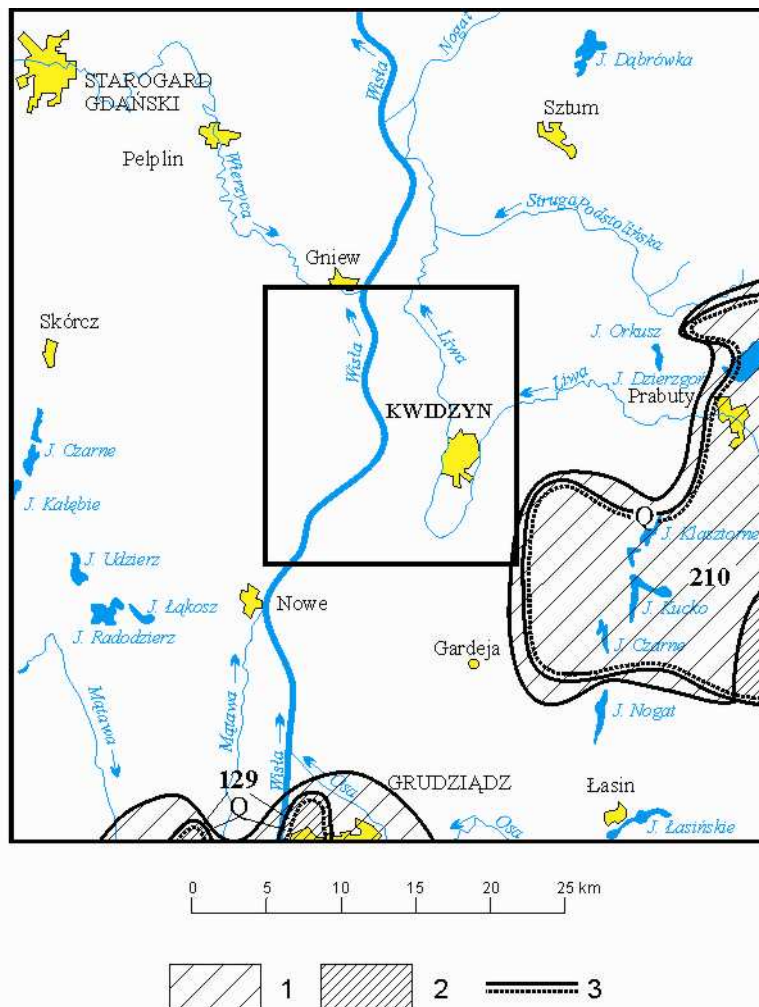 Nogat
Wisła
J. Dąbrówka
STAROGARD
GDAŃSKI
Sztum
Pelplin
Wierzyca
Struga Podstolińska
Gniew
Skórcz
Wisła
Liwa
J. Orkusz
J. Dzierzgoń
Liwa
Prabuty
KWIDZYN
J. Czarne
J. Kałębie
Q
J. Klasztorne
J. Udzierz
210
J. Łąkosz
Nowe
J. Kucko
J. Radodzierz
J. Czarne
Gardeja
Mątawa
Mątawa
Wisła
J. Nogat
129
Q
Osa
GRUDZIĄDZ
Łasin
Osa
J. Łasińskie
0 5 10 15 20 25 km
1 2 3